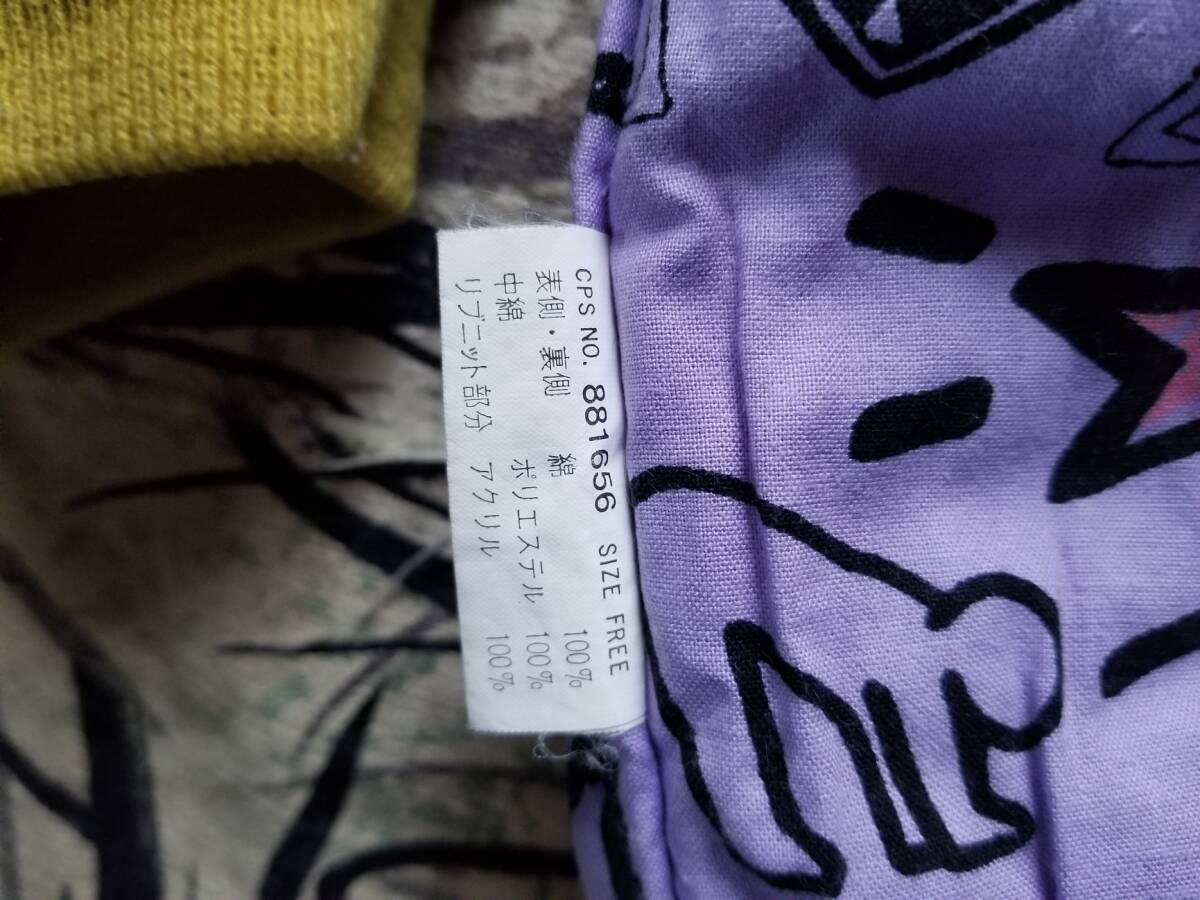 CPS NO. 881656 SIZE FREE
表側・裏側 綿 100%
中綿 ポリエステル 100%
リブニット部分 アクリル 100%